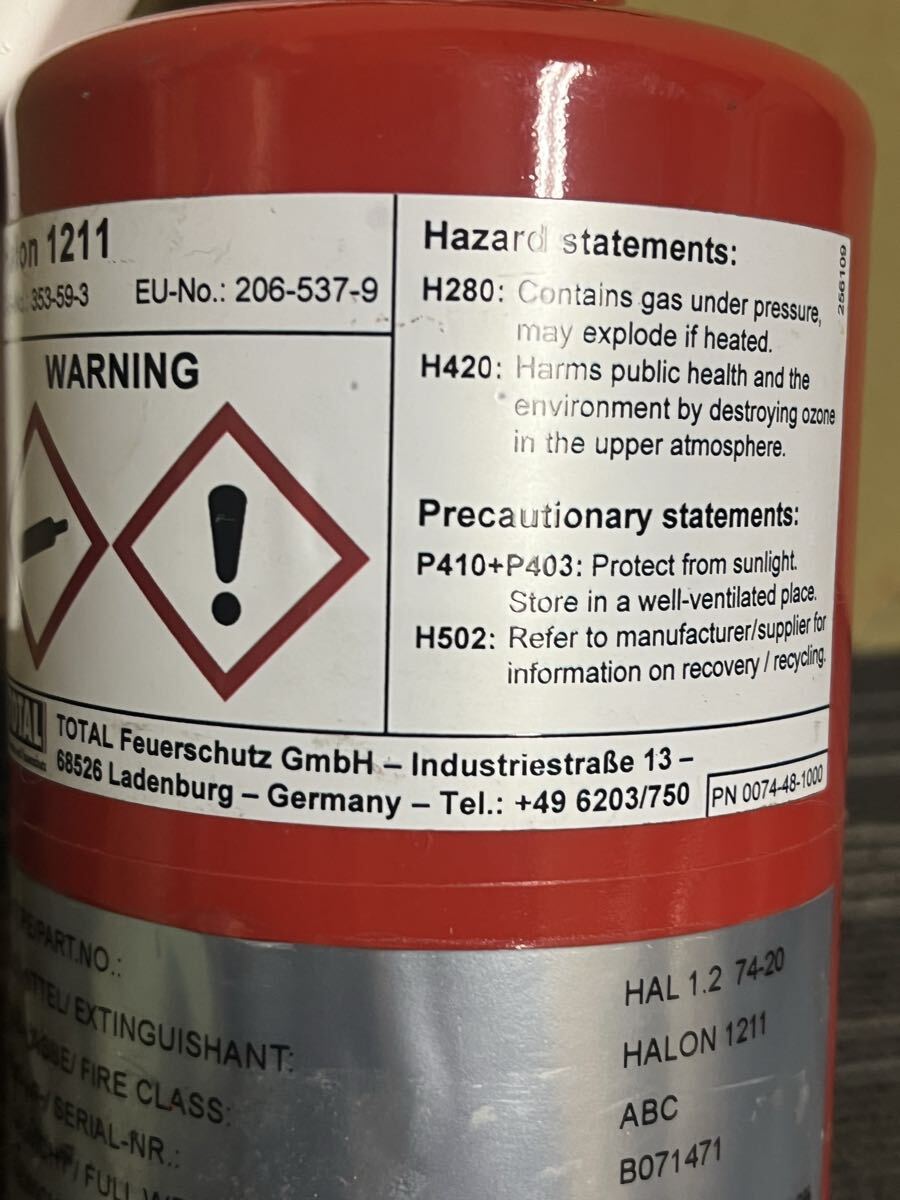 on 1211
353-59-3 EU-No.: 206-537-9
WARNING
Hazard statements:
H280: Contains gas under pressure,
may explode if heated.
H420: Harms public health and the
environment by destroying ozone
in the upper atmosphere.
Precautionary statements:
P410+P403: Protect from sunlight.
Store in a well-ventilated place.
H502: Refer to manufacturer/supplier for
information on recovery / recycling.
256109
TOTAL
TOTAL Feuerschutz GmbH – Industriestraße 13 –
68526 Ladenburg – Germany – Tel.: +49 6203/750
PN 0074-48-1000
PART.NO.: HAL 1.2 74-20
TTEL/ EXTINGUISHANT: HALON 1211
/ FIRE CLASS: ABC
/ SERIAL-NR.: B071471
/ FULL